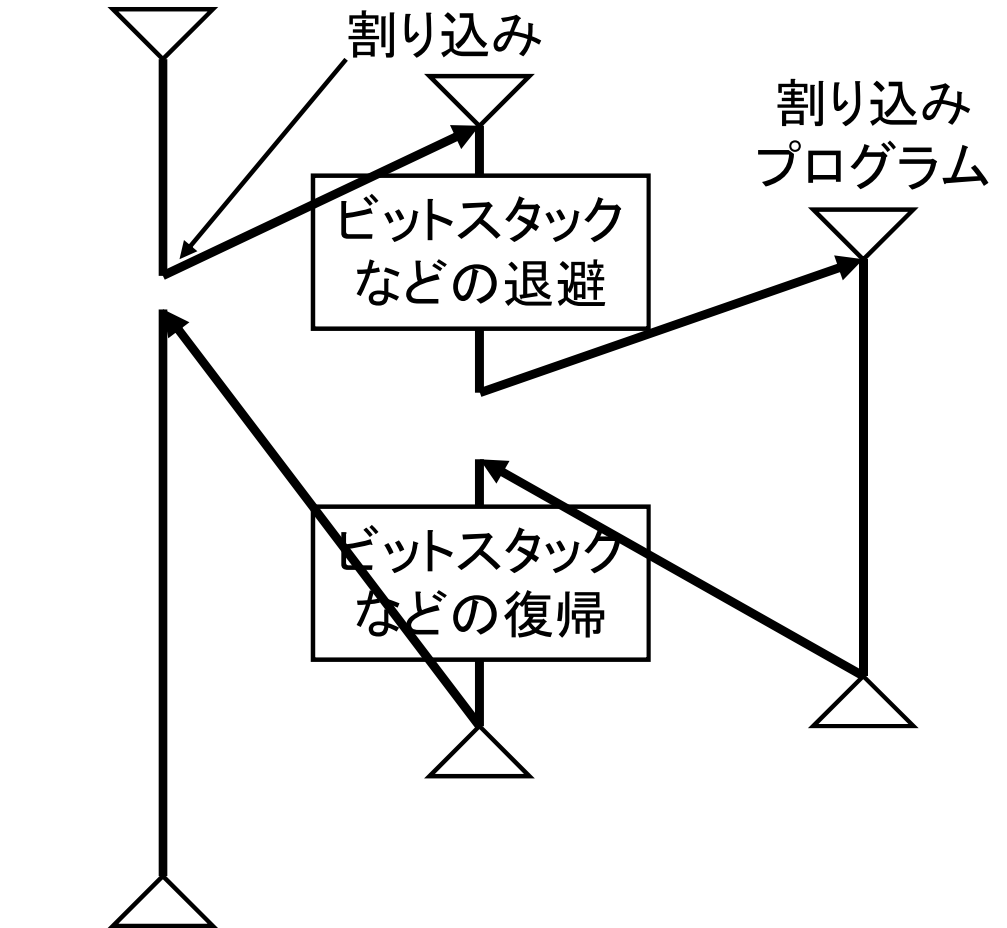 割り込み
割り込み
プログラム
ビットスタック
などの退避
ビットスタック
などの復帰